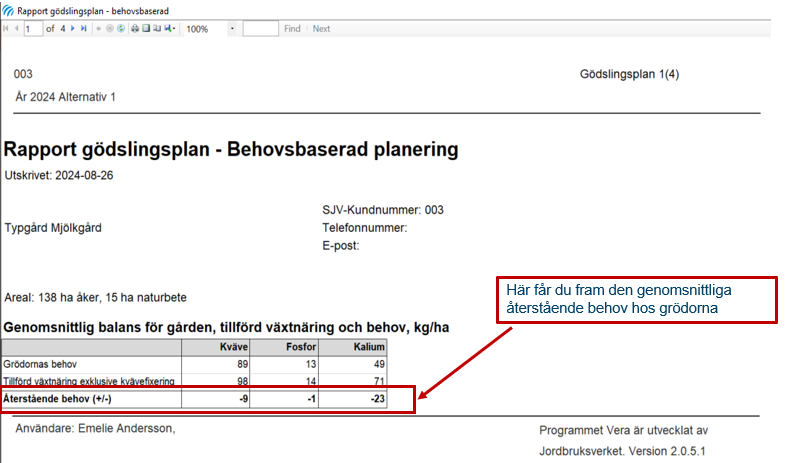 Rapport gödslingsplan - behovsbaserad
1 of 4 100% Find Next
003
Gödslingsplan 1(4)
År 2024 Alternativ 1
Rapport gödslingsplan - Behovsbaserad planering
Utskrivet: 2024-08-26
SJV-Kundnummer: 003
Typgård Mjölkgård
Telefonnummer:
E-post:
Här får du fram den genomsnittliga
återstående behov hos grödorna
Areal: 138 ha åker, 15 ha naturbete
Genomsnittlig balans för gården, tillförd växtnäring och behov, kg/ha
Kväve Fosfor Kalium
Grödornas behov 89 13 49
Tillförd växtnäring exklusive kvävefixering 98 14 71
Återstående behov (+/-) -9 -1 -23
Användare: Emelie Andersson,
Programmet Vera är utvecklat av
Jordbruksverket. Version 2.0.5.1